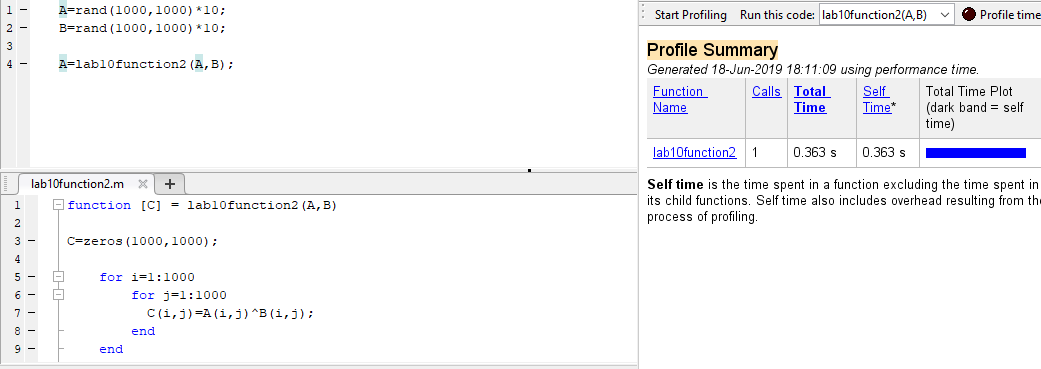 1 – A=rand(1000,1000)*10;
2 – B=rand(1000,1000)*10;
3
4 – A=lab10function2(A,B);
lab10function2.m × +
1 function [C] = lab10function2(A,B)
2
3 – C=zeros(1000,1000);
4
5 – for i=1:1000
6 – for j=1:1000
7 – C(i,j)=A(i,j)^B(i,j);
8 – end
9 – end
Start Profiling Run this code: lab10function2(A,B) Profile time
Profile Summary
Generated 18-Jun-2019 18:11:09 using performance time.
Function Name Calls Total Time Self Time* Total Time Plot (dark band = self time)
lab10function2 1 0.363 s 0.363 s
Self time is the time spent in a function excluding the time spent in
its child functions. Self time also includes overhead resulting from the
process of profiling.